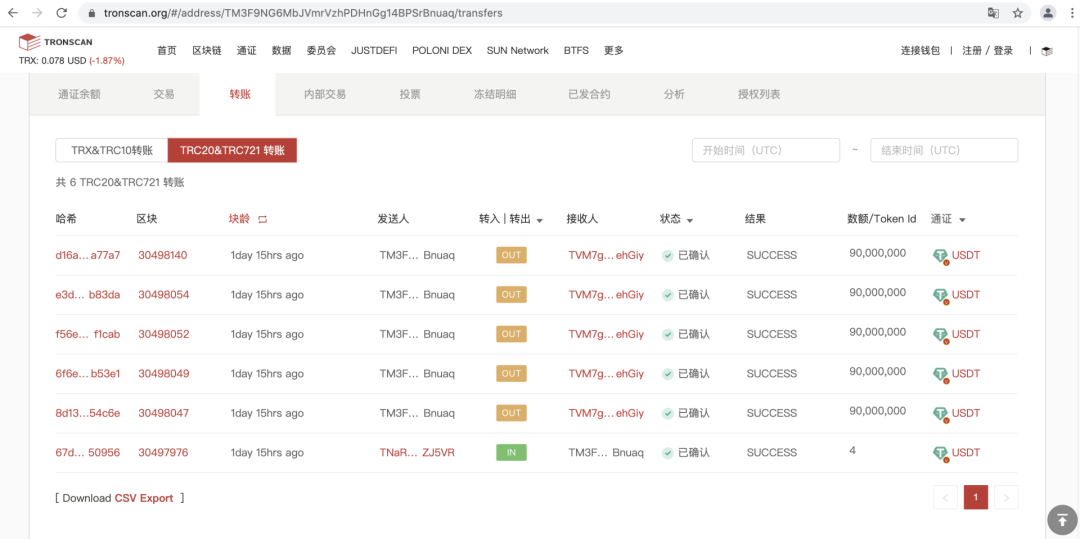 tronscan.org/#/address/TM3F9NG6MbJVmrVzhPDHnGg14BPSrBnuaq/transfers
TRONSCAN
首页 区块链 通证 数据 委员会 JUSTDEFI POLONI DEX SUN Network BTFS 更多 连接钱包 | 注册 / 登录 |
TRX: 0.078 USD (-1.87%)
通证余额 交易 转账 内部交易 投票 冻结明细 已发合约 分析 授权列表
TRX&TRC10转账 TRC20&TRC721 转账 开始时间（UTC） ~ 结束时间（UTC）
共 6 TRC20&TRC721 转账
哈希 区块 块龄 发送人 转入 | 转出 接收人 状态 结果 数额/Token Id 通证
d16a... a77a7 30498140 1day 15hrs ago TM3F... Bnuaq OUT TVM7g... ehGiy 已确认 SUCCESS 90,000,000 USDT
e3d... b83da 30498054 1day 15hrs ago TM3F... Bnuaq OUT TVM7g... ehGiy 已确认 SUCCESS 90,000,000 USDT
f56e... f1cab 30498052 1day 15hrs ago TM3F... Bnuaq OUT TVM7g... ehGiy 已确认 SUCCESS 90,000,000 USDT
6f6e... b53e1 30498049 1day 15hrs ago TM3F... Bnuaq OUT TVM7g... ehGiy 已确认 SUCCESS 90,000,000 USDT
8d13... 54c6e 30498047 1day 15hrs ago TM3F... Bnuaq OUT TVM7g... ehGiy 已确认 SUCCESS 90,000,000 USDT
67d... 50956 30497976 1day 15hrs ago TNaR... ZJ5VR IN TM3F... Bnuaq 已确认 SUCCESS 4 USDT
[ Download CSV Export ] < 1 >